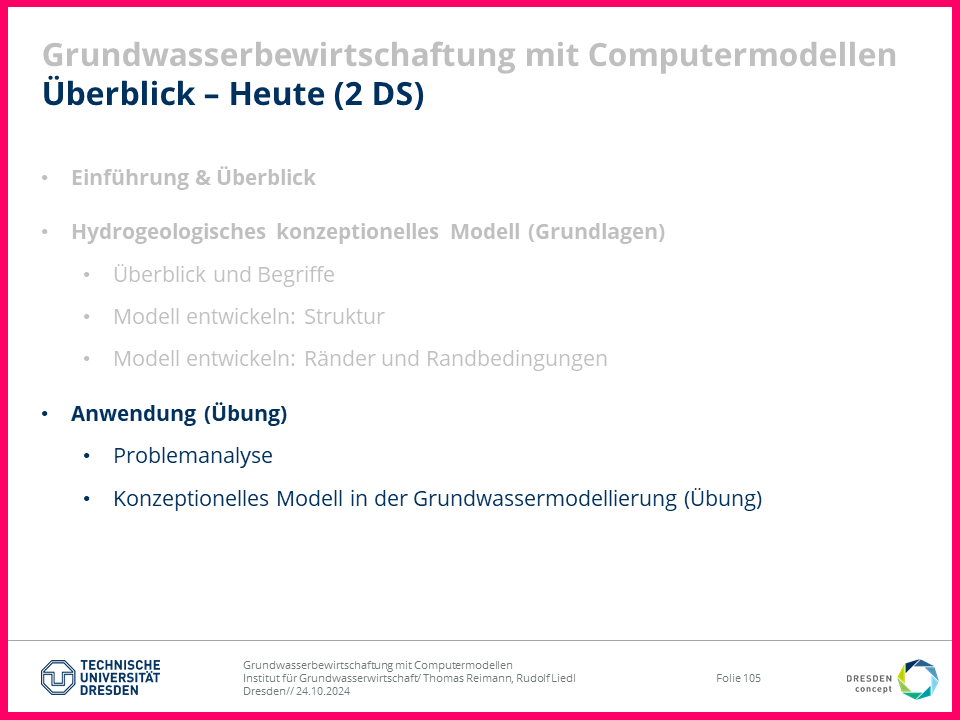 Grundwasserbewirtschaftung mit Computermodellen
Überblick – Heute (2 DS)
• Einführung & Überblick
• Hydrogeologisches konzeptionelles Modell (Grundlagen)
• Überblick und Begriffe
• Modell entwickeln: Struktur
• Modell entwickeln: Ränder und Randbedingungen
• Anwendung (Übung)
• Problemanalyse
• Konzeptionelles Modell in der Grundwassermodellierung (Übung)
TECHNISCHE
UNIVERSITÄT
DRESDEN
Grundwasserbewirtschaftung mit Computermodellen
Institut für Grundwasserwirtschaft/ Thomas Reimann, Rudolf Liedl
Dresden// 24.10.2024
Folie 105
DRESDEN
concept